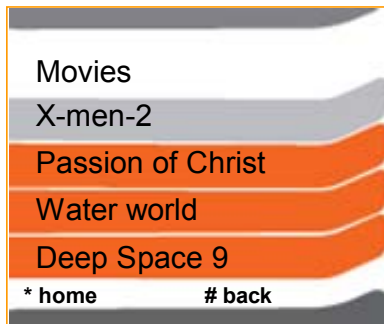 Movies
X-men-2
Passion of Christ
Water world
Deep Space 9
* home # back